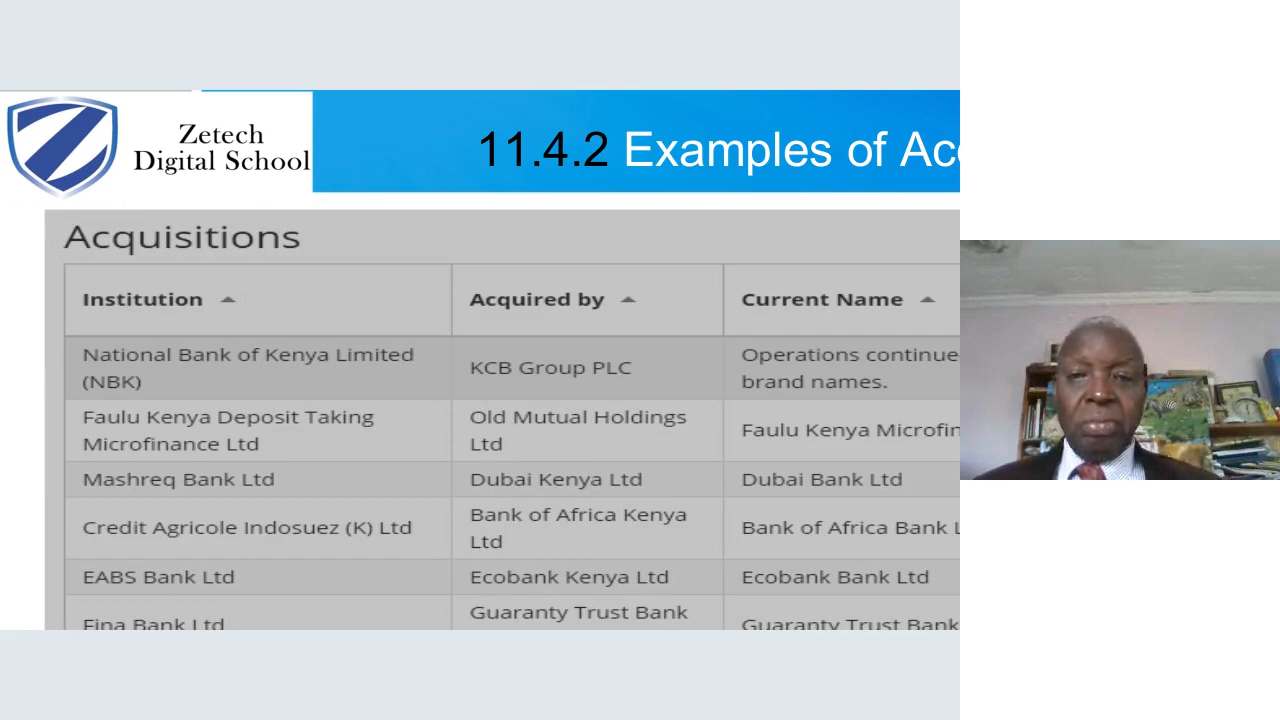 Zetech
Digital School
11.4.2 Examples of
Acquisitions
Institution
Acquired by
Current Name
National Bank of Kenya Limited
(NBK)
KCB Group PLC
Operations continue
brand names.
Faulu Kenya Deposit Taking
Microfinance Ltd
Old Mutual Holdings
Ltd
Faulu Kenya
Mashreq Bank Ltd
Dubai Kenya Ltd
Dubai Bank Ltd
Credit Agricole Indosuez (K) Ltd
Bank of Africa Kenya
Ltd
Bank of Africa Bank
EABS Bank Ltd
Ecobank Kenya Ltd
Ecobank Bank Ltd
Fina Bank Ltd
Guaranty Trust Bank
Guaranty Trust Bank